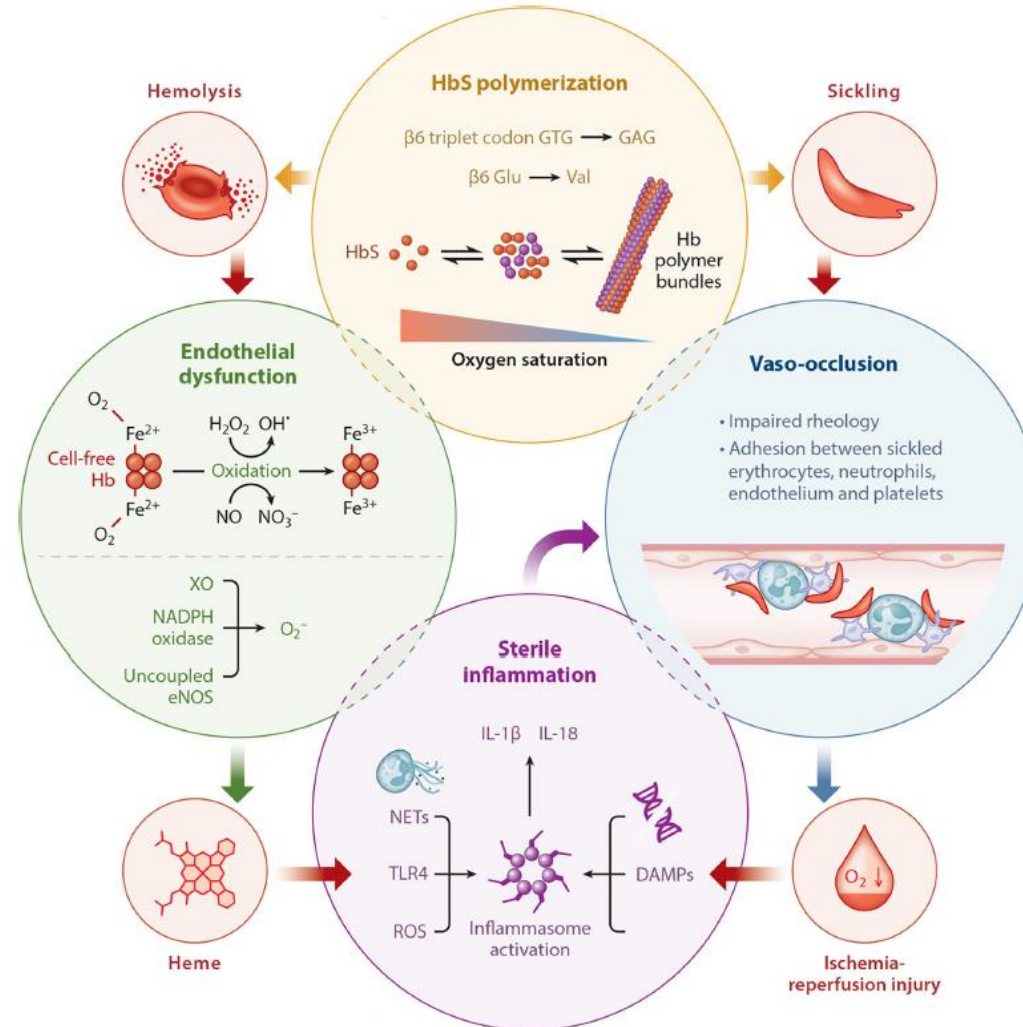 HbS polymerization
Hemolysis
Sickling
β6 triplet codon GTG → GAG
β6 Glu → Val
HbS
Hb
polymer
bundles
Oxygen saturation
Endothelial
dysfunction
O₂
Fe²⁺
Cell-free
Hb
Fe²⁺
O₂
H₂O₂ OH•
Oxidation
NO NO₃⁻
Fe³⁺
Fe³⁺
XO
NADPH
oxidase
Uncoupled
eNOS
O₂⁻
Vaso-occlusion
• Impaired rheology
• Adhesion between sickled
erythrocytes, neutrophils,
endothelium and platelets
Sterile
inflammation
IL-1β IL-18
NETs
TLR4
ROS
Inflammasome
activation
DAMPs
Heme
O₂ ↓
Ischemia-
reperfusion injury